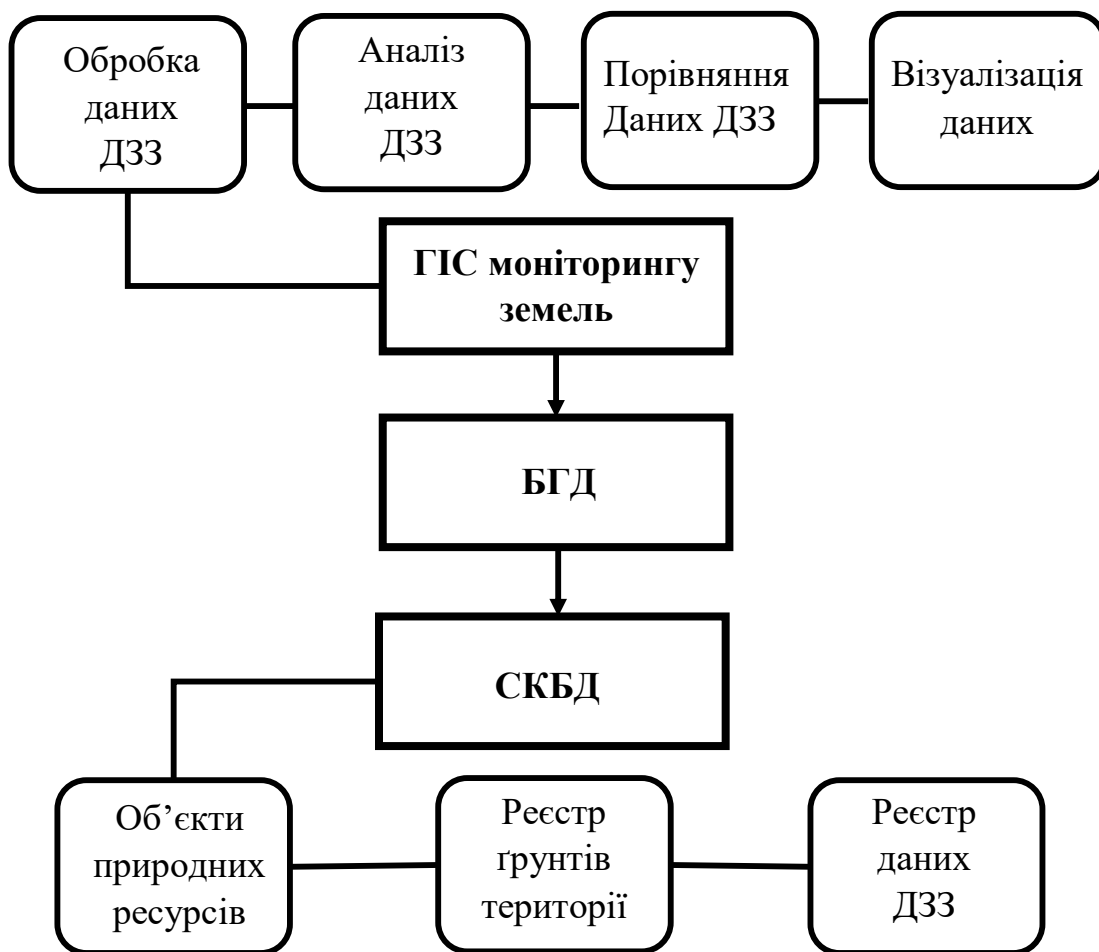 Обробка
даних
ДЗЗ
Аналіз
даних
ДЗЗ
Порівняння
Даних ДЗЗ
Візуалізація
даних
ГІС моніторингу
земель
БГД
СКБД
Об’єкти
природних
ресурсів
Реєстр
ґрунтів
території
Реєстр
даних
ДЗЗ